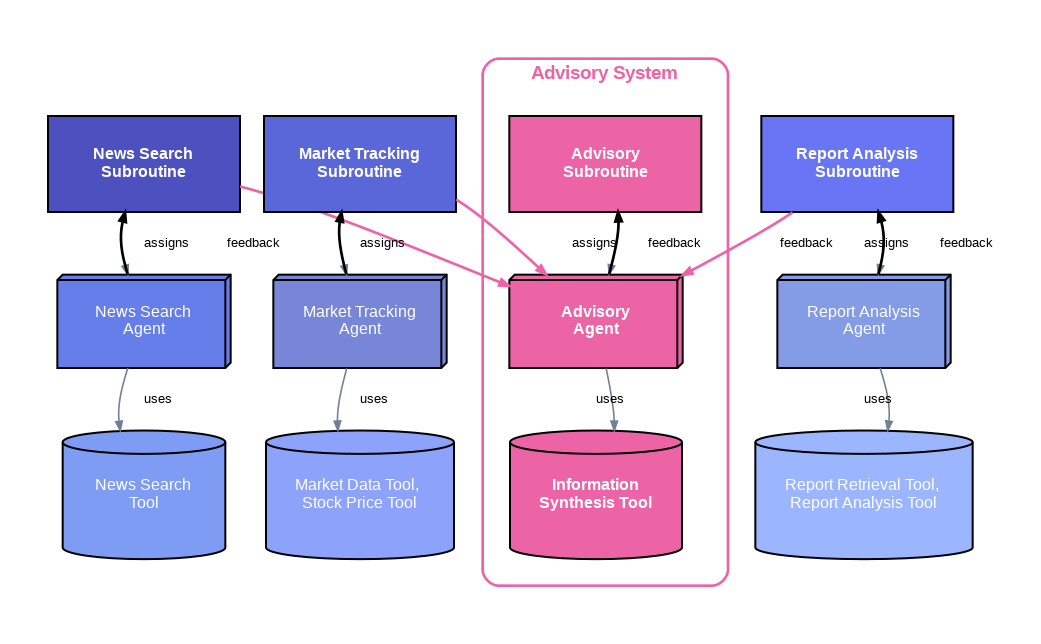 Advisory System
News Search
Subroutine
Market Tracking
Subroutine
Advisory
Subroutine
Report Analysis
Subroutine
assigns
feedback
assigns
assigns
feedback
feedback
assigns
feedback
News Search
Agent
Market Tracking
Agent
Advisory
Agent
Report Analysis
Agent
uses
uses
uses
uses
News Search
Tool
Market Data Tool,
Stock Price Tool
Information
Synthesis Tool
Report Retrieval Tool,
Report Analysis Tool